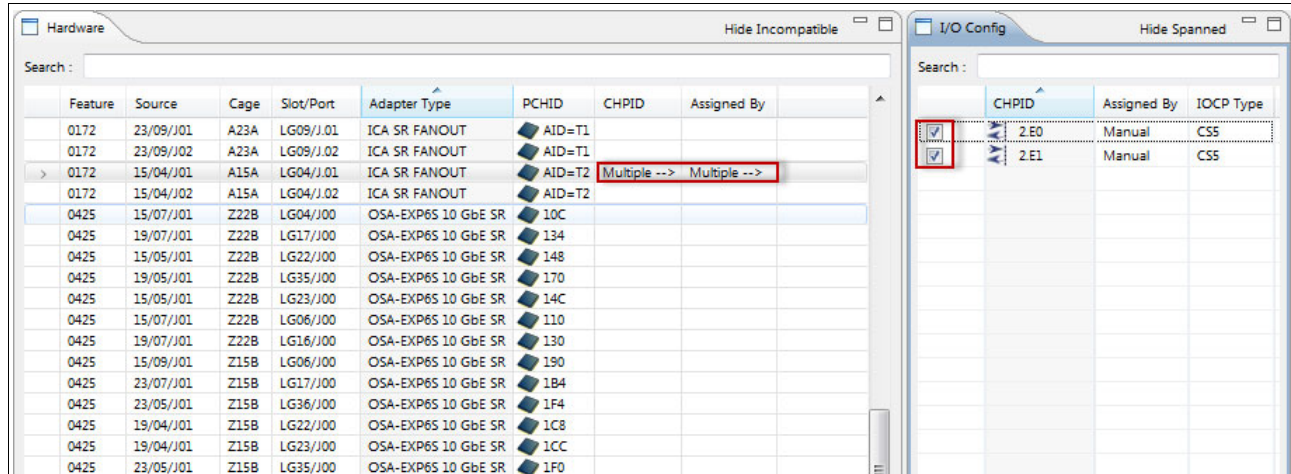 Hardware Hide Incompatible
Search :
Feature Source Cage Slot/Port Adapter Type PCHID CHPID Assigned By
0172 23/09/J01 A23A LG09/J.01 ICA SR FANOUT AID=T1
0172 23/09/J02 A23A LG09/J.02 ICA SR FANOUT AID=T1
> 0172 15/04/J01 A15A LG04/J.01 ICA SR FANOUT AID=T2 Multiple --> Multiple -->
0172 15/04/J02 A15A LG04/J.02 ICA SR FANOUT AID=T2
0425 15/07/J01 Z22B LG04/J00 OSA-EXP6S 10 GbE SR 10C
0425 19/07/J01 Z22B LG17/J00 OSA-EXP6S 10 GbE SR 134
0425 15/05/J01 Z22B LG22/J00 OSA-EXP6S 10 GbE SR 148
0425 19/05/J01 Z22B LG35/J00 OSA-EXP6S 10 GbE SR 170
0425 15/05/J01 Z22B LG23/J00 OSA-EXP6S 10 GbE SR 14C
0425 15/07/J01 Z22B LG06/J00 OSA-EXP6S 10 GbE SR 110
0425 19/07/J01 Z22B LG16/J00 OSA-EXP6S 10 GbE SR 130
0425 15/09/J01 Z15B LG06/J00 OSA-EXP6S 10 GbE SR 190
0425 23/07/J01 Z15B LG17/J00 OSA-EXP6S 10 GbE SR 1B4
0425 23/05/J01 Z15B LG36/J00 OSA-EXP6S 10 GbE SR 1F4
0425 19/04/J01 Z15B LG22/J00 OSA-EXP6S 10 GbE SR 1C8
0425 19/04/J01 Z15B LG23/J00 OSA-EXP6S 10 GbE SR 1CC
0425 23/05/J01 Z15B LG35/J00 OSA-EXP6S 10 GbE SR 1F0
I/O Config Hide Spanned
Search :
CHPID Assigned By IOCP Type
2.E0 Manual CS5
2.E1 Manual CS5